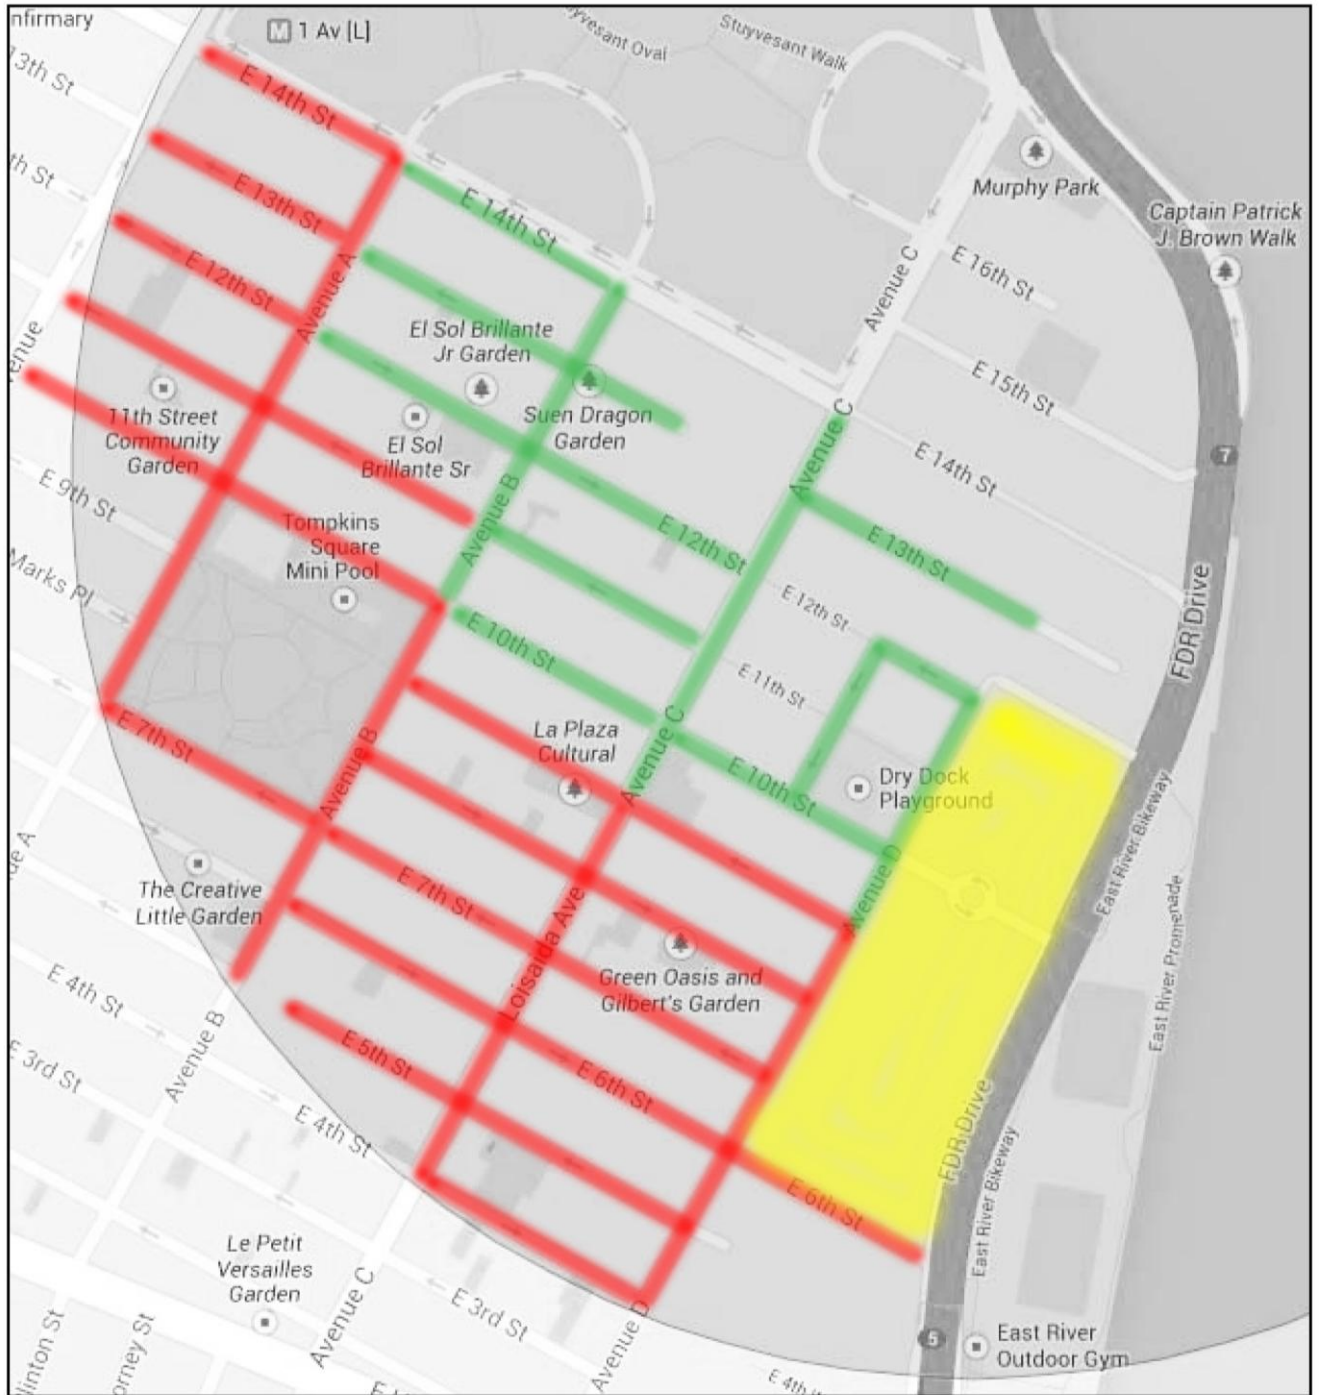 nfirmary
M 1 Av [L]
yvesant Oval
Stuyvesant Walk
13th St
E 14th St
th St
Murphy Park
Captain Patrick
J. Brown Walk
E 13th St
E 14th St
E 16th St
E 12th St
Avenue A
Avenue C
El Sol Brillante
Jr Garden
venue
E 15th St
11th Street
Community
Garden
El Sol
Brillante Sr
Suen Dragon
Garden
Avenue C
E 14th St
7
E 9th St
Tompkins
Square
Mini Pool
Avenue B
E 12th St
E 13th St
Marks Pl
E 12th St
FDR Drive
E 10th St
E 11th St
E 7th St
La Plaza
Cultural
Avenue C
Avenue B
E 10th St
Dry Dock
Playground
East River Bikeway
de A
The Creative
Little Garden
E 7th St
Avenue D
East River Promenade
Loisaida Ave
Green Oasis and
Gilbert's Garden
E 4th St
Avenue B
E 3rd St
E 5th St
E 6th St
E 4th St
FDR Drive
E 6th St
East River Bikeway
Le Petit
Versailles
Garden
E 3rd St
Avenue C
Avenue D
5
East River
Outdoor Gym
linton St
orney St
E 4th